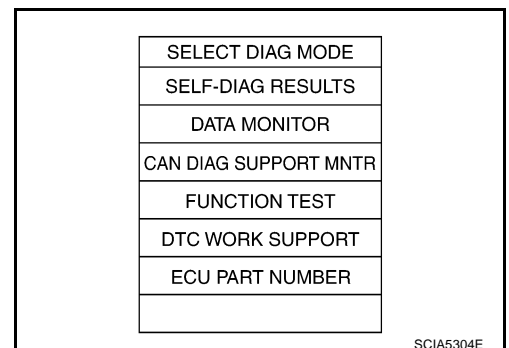 SELECT DIAG MODE
SELF-DIAG RESULTS
DATA MONITOR
CAN DIAG SUPPORT MNTR
FUNCTION TEST
DTC WORK SUPPORT
ECU PART NUMBER
SCIA5304E